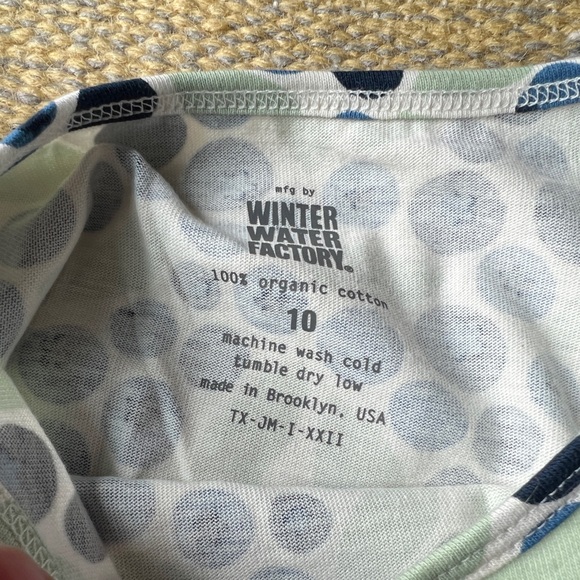 mfg by
WINTER
WATER
FACTORY®
100% organic cotton
10
machine wash cold
tumble dry low
made in Brooklyn, USA
TX-JM-I-XXII